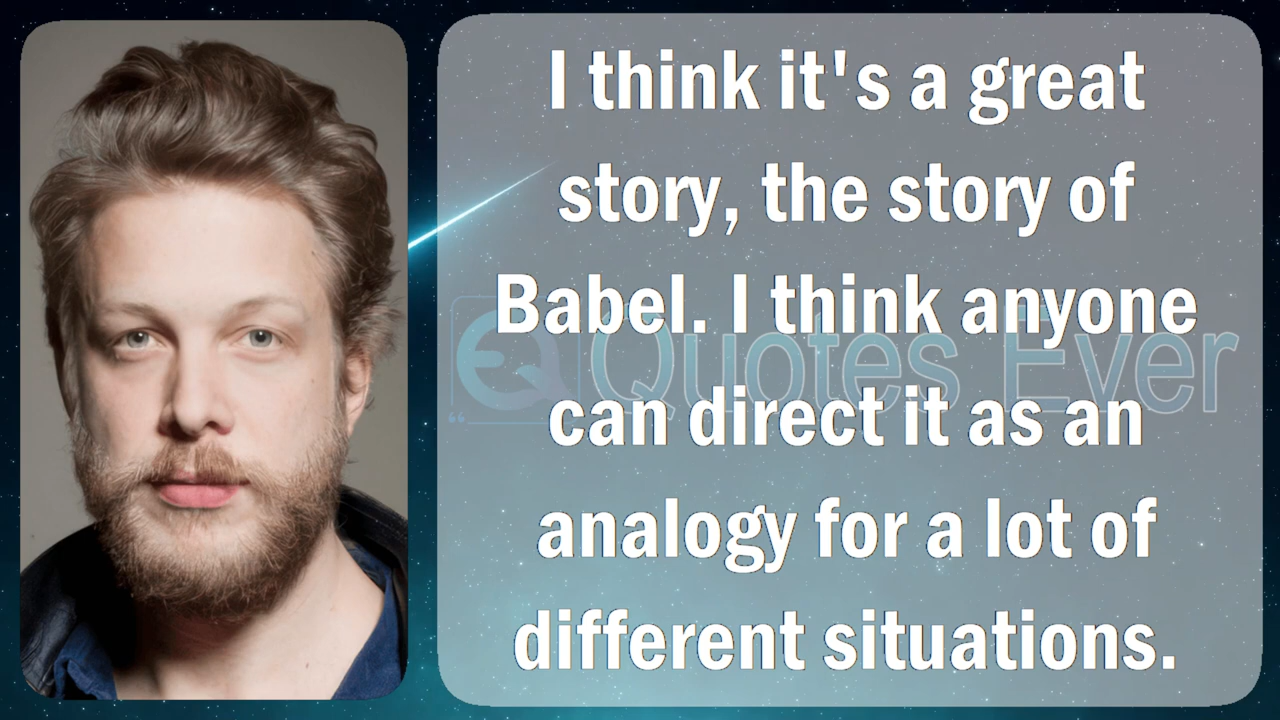 I think it's a great
story, the story of
Babel. I think anyone
can direct it as an
analogy for a lot of
different situations.
EQ Quotes Ever